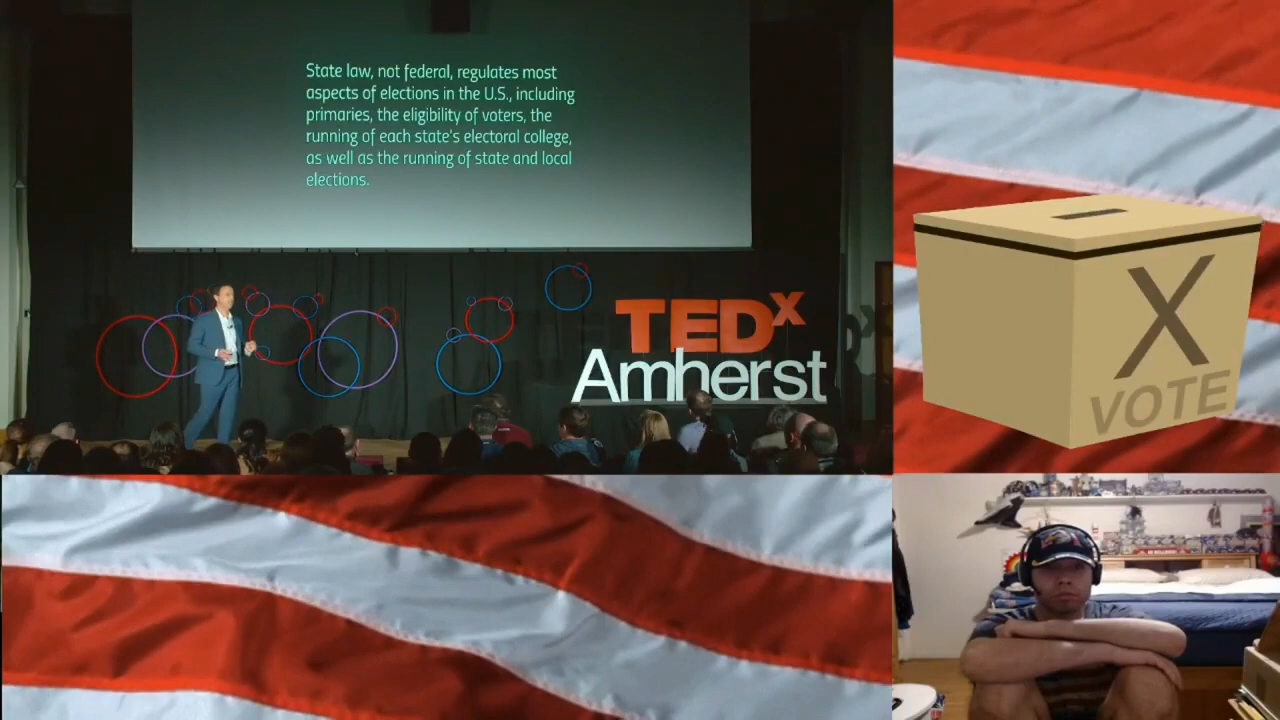 State law, not federal, regulates most
aspects of elections in the U.S., including
primaries, the eligibility of voters, the
running of each state's electoral college,
as well as the running of state and local
elections.
TEDx
Amherst
X
VOTE